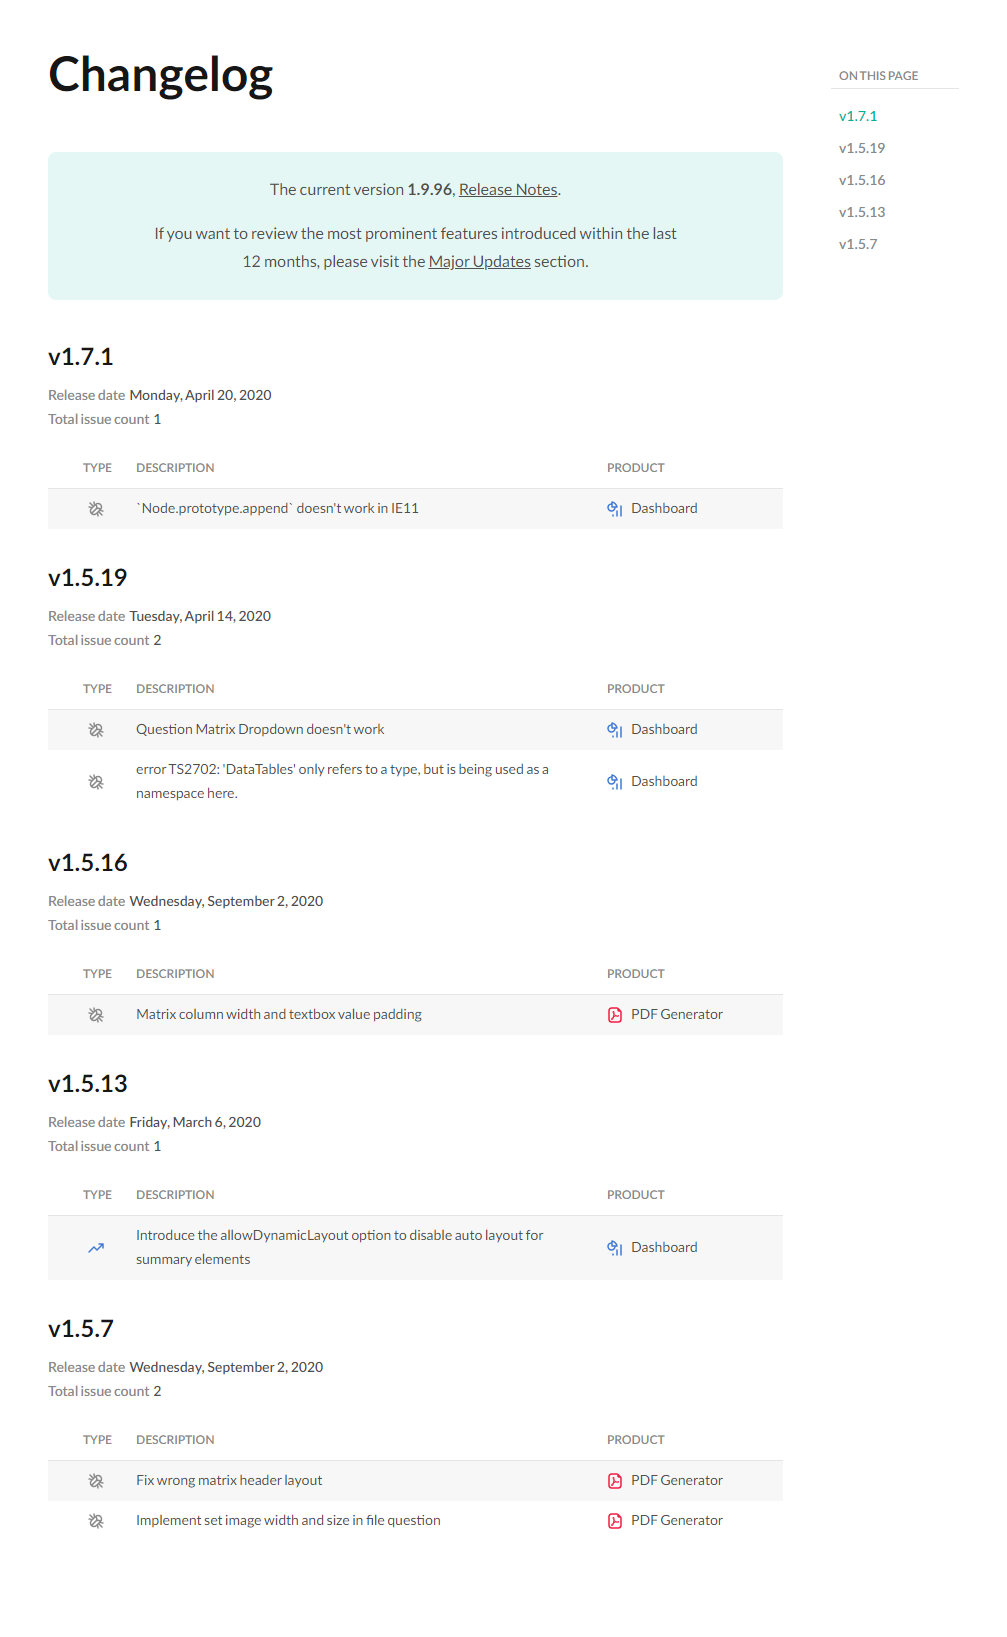 Changelog
ON THIS PAGE
v1.7.1
v1.5.19
v1.5.16
v1.5.13
v1.5.7
The current version 1.9.96, Release Notes.
If you want to review the most prominent features introduced within the last
12 months, please visit the Major Updates section.
v1.7.1
Release date Monday, April 20, 2020
Total issue count 1
TYPE DESCRIPTION PRODUCT
`Node.prototype.append` doesn't work in IE11 Dashboard
v1.5.19
Release date Tuesday, April 14, 2020
Total issue count 2
TYPE DESCRIPTION PRODUCT
Question Matrix Dropdown doesn't work Dashboard
error TS2702: 'DataTables' only refers to a type, but is being used as a
namespace here. Dashboard
v1.5.16
Release date Wednesday, September 2, 2020
Total issue count 1
TYPE DESCRIPTION PRODUCT
Matrix column width and textbox value padding PDF Generator
v1.5.13
Release date Friday, March 6, 2020
Total issue count 1
TYPE DESCRIPTION PRODUCT
Introduce the allowDynamicLayout option to disable auto layout for
summary elements Dashboard
v1.5.7
Release date Wednesday, September 2, 2020
Total issue count 2
TYPE DESCRIPTION PRODUCT
Fix wrong matrix header layout PDF Generator
Implement set image width and size in file question PDF Generator